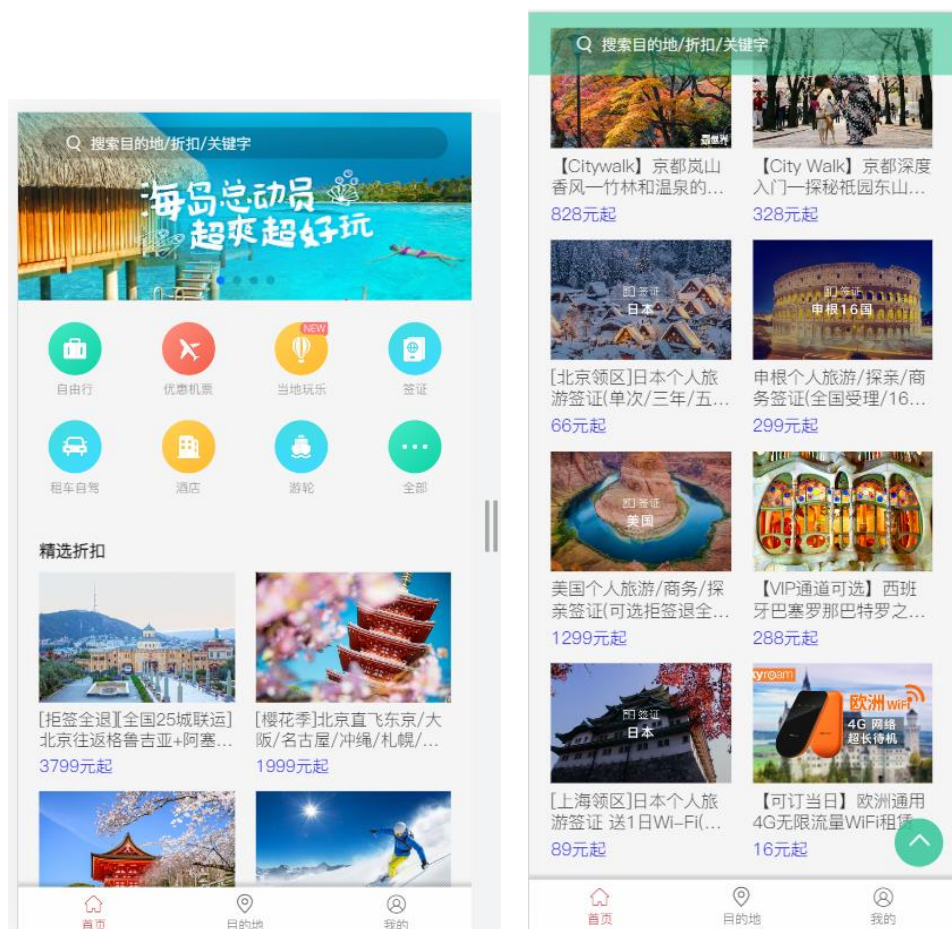 搜索目的地/折扣/关键字
海岛总动员
超爽超好玩
NEW
自由行
优惠机票
当地玩乐
签证
租车自驾
酒店
游轮
全部
精选折扣
[拒签全退][全国25城联运]
北京往返格鲁吉亚+阿塞...
3799元起
[樱花季]北京直飞东京/大
阪/名古屋/冲绳/札幌/...
1999元起
首页
目的地
我的
搜索目的地/折扣/关键字
【Citywalk】京都岚山
香风—竹林和温泉的...
828元起
【City Walk】京都深度
入门—探秘祇园东山...
328元起
签证
日本
[北京领区]日本个人旅
游签证(单次/三年/五...
66元起
签证
申根16国
申根个人旅游/探亲/商
务签证(全国受理/16...
299元起
签证
美国
美国个人旅游/商务/探
亲签证(可选拒签退全...
1299元起
【VIP通道可选】西班
牙巴塞罗那巴特罗之...
288元起
签证
日本
[上海领区]日本个人旅
游签证 送1日Wi-Fi(...
89元起
yroam
欧洲WiFi
4G 网络
超长待机
【可订当日】欧洲通用
4G无限流量WiFi租赁
16元起
首页
目的地
我的